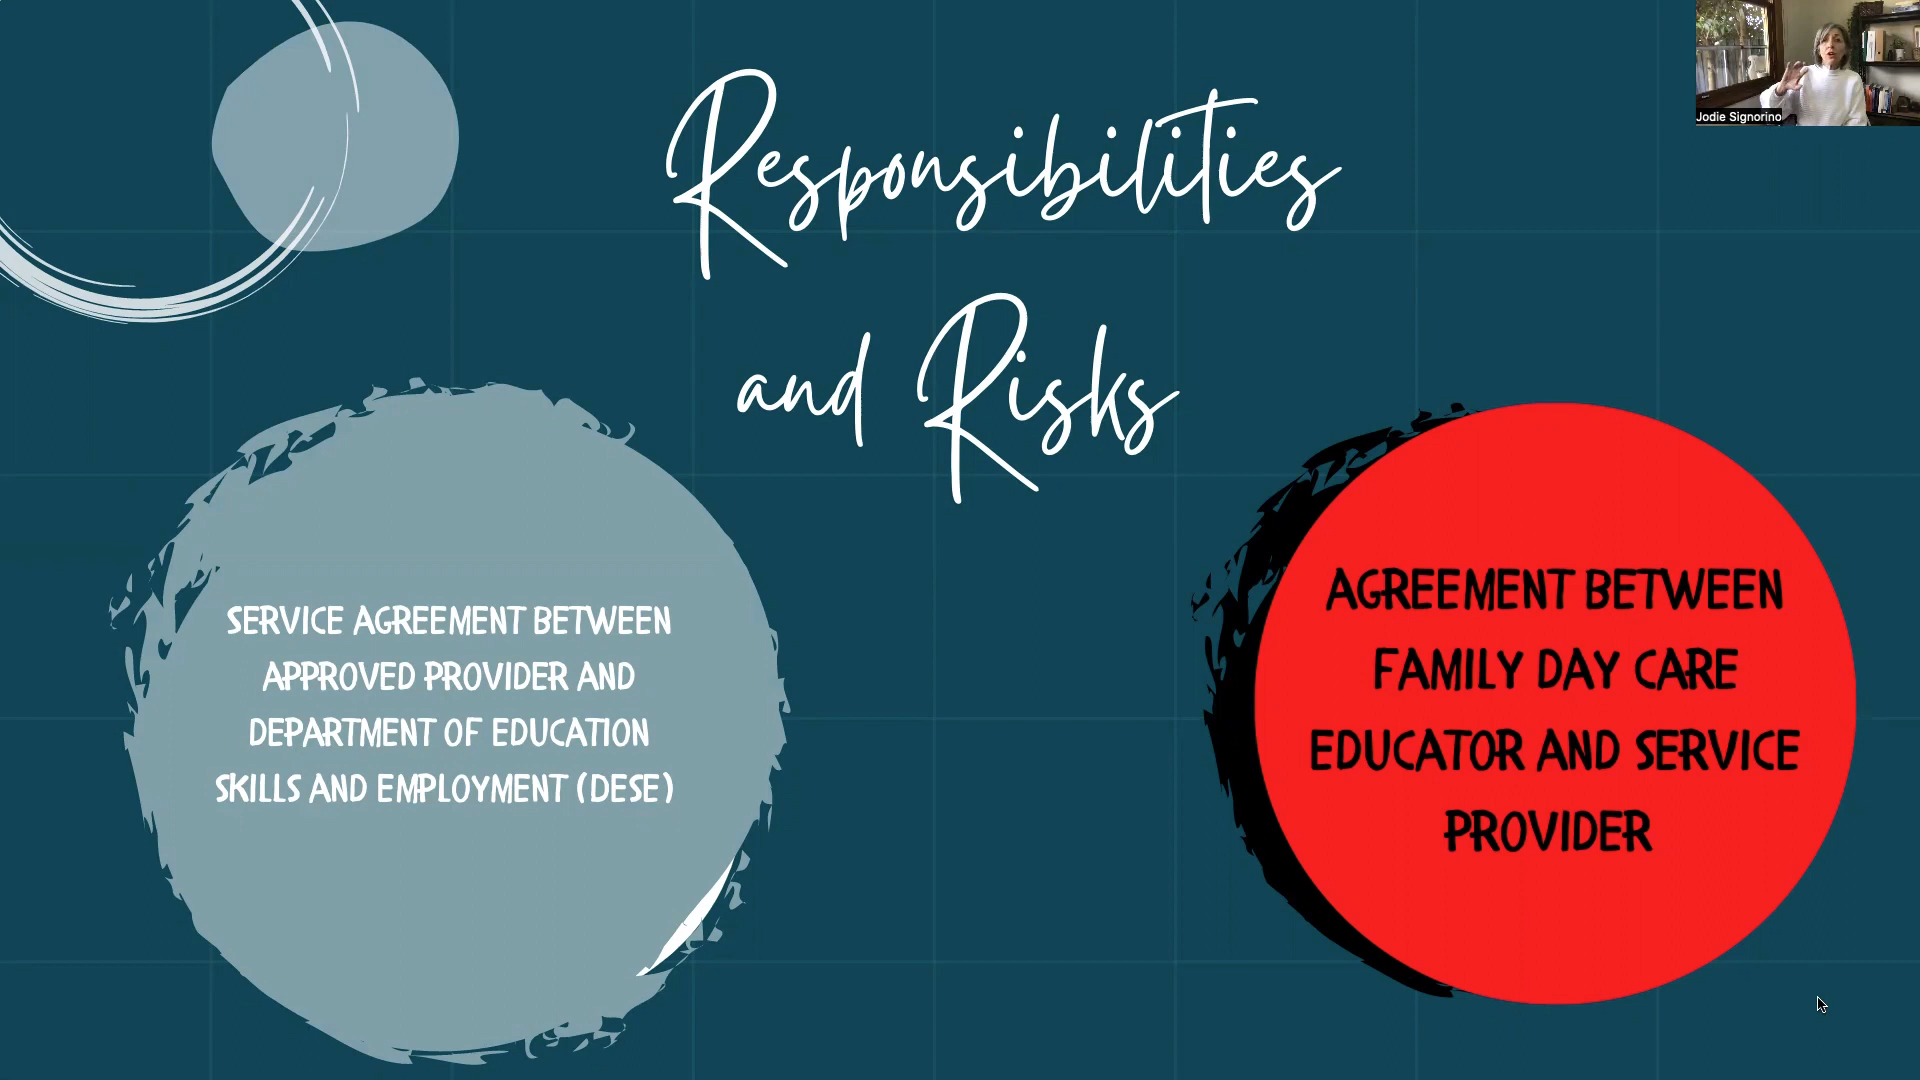 Responsibilities
and Risks
Jodie Signorino
SERVICE AGREEMENT BETWEEN
APPROVED PROVIDER AND
DEPARTMENT OF EDUCATION
SKILLS AND EMPLOYMENT (DESE)
AGREEMENT BETWEEN
FAMILY DAY CARE
EDUCATOR AND SERVICE
PROVIDER